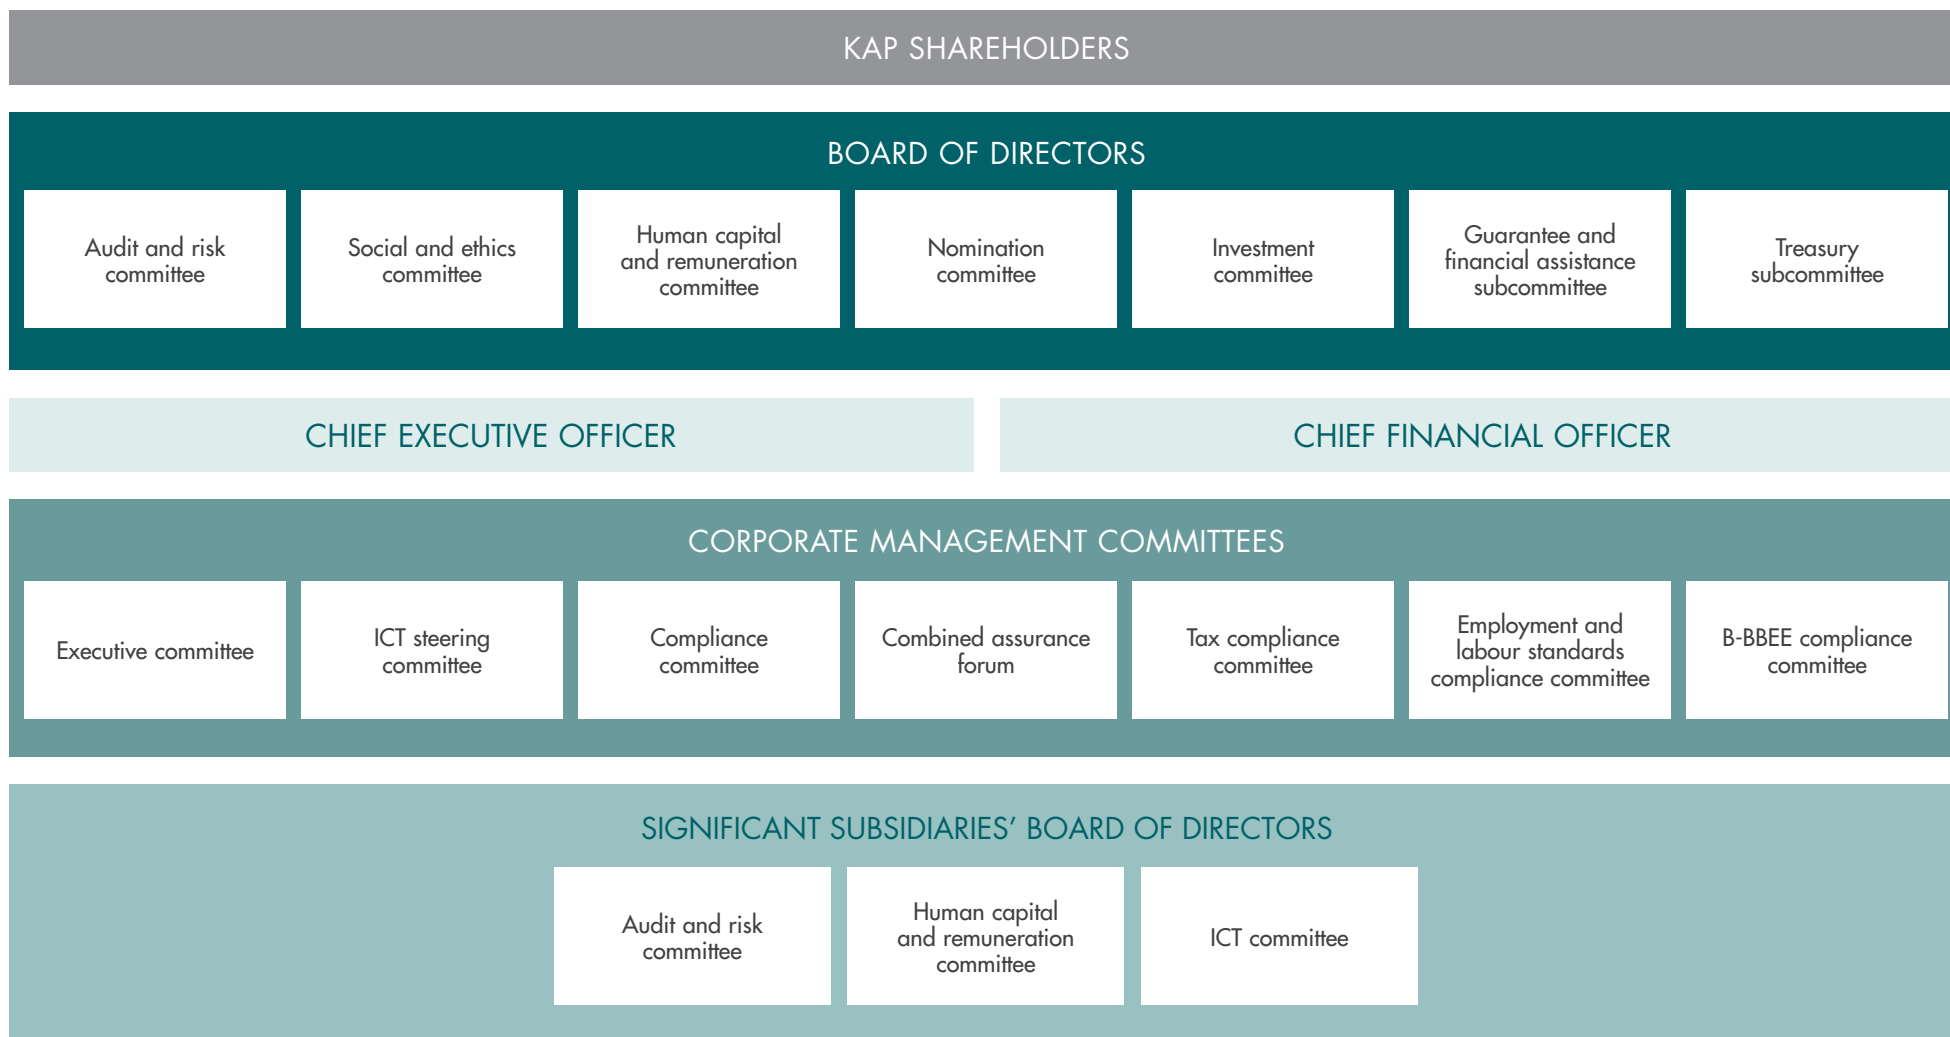 KAP SHAREHOLDERS
BOARD OF DIRECTORS
Audit and risk
committee
Social and ethics
committee
Human capital
and remuneration
committee
Nomination
committee
Investment
committee
Guarantee and
financial assistance
subcommittee
Treasury
subcommittee
CHIEF EXECUTIVE OFFICER
CHIEF FINANCIAL OFFICER
CORPORATE MANAGEMENT COMMITTEES
Executive committee
ICT steering
committee
Compliance
committee
Combined assurance
forum
Tax compliance
committee
Employment and
labour standards
compliance committee
B-BBEE compliance
committee
SIGNIFICANT SUBSIDIARIES’ BOARD OF DIRECTORS
Audit and risk
committee
Human capital
and remuneration
committee
ICT committee